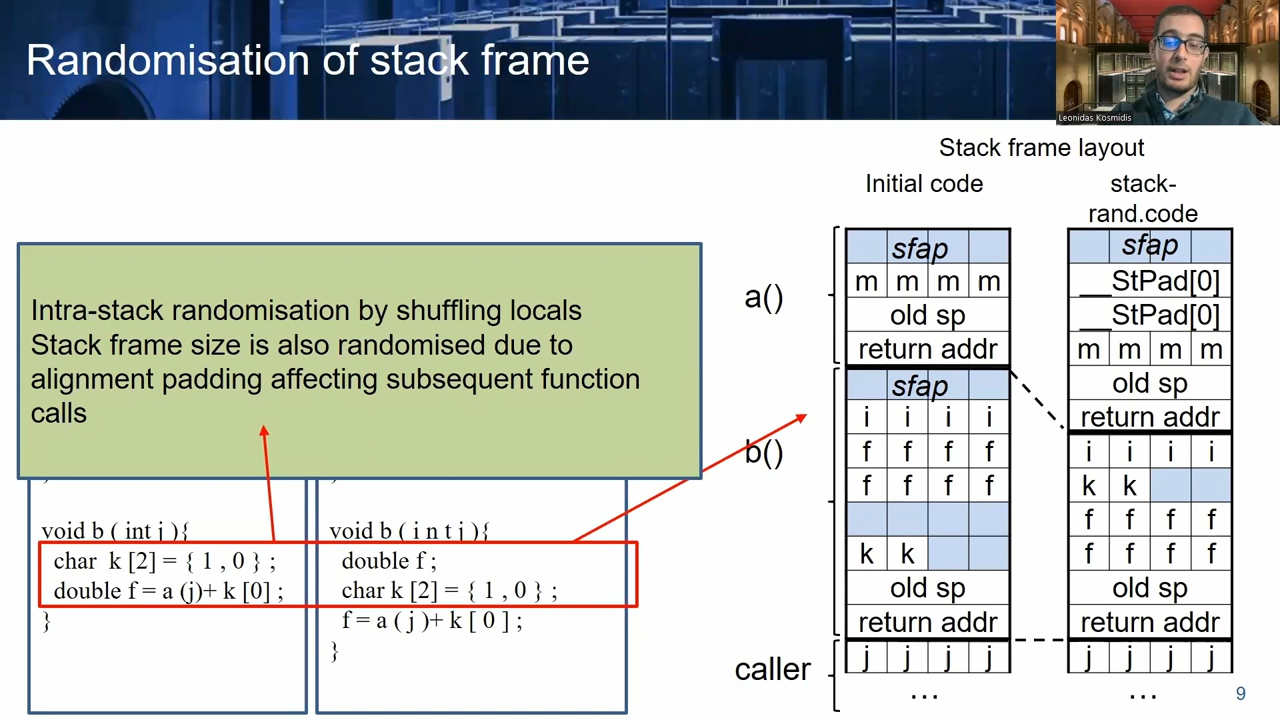 Randomisation of stack frame
Leonidas Kosmidis
Stack frame layout
Initial code
stack-
rand.code
Intra-stack randomisation by shuffling locals
Stack frame size is also randomised due to
alignment padding affecting subsequent function
calls
void b ( int j ){
char k [2] = { 1 , 0 } ;
double f = a (j)+ k [0] ;
}
void b ( i n t j ){
double f ;
char k [2] = { 1 , 0 } ;
f = a ( j )+ k [ 0 ] ;
}
a()
b()
caller
sfap
m m m m
old sp
return addr
sfap
i i i i
f f f f
f f f f
k k
old sp
return addr
j j j j
...
sfap
__StPad[0]
__StPad[0]
m m m m
old sp
return addr
i i i i
k k
f f f f
f f f f
old sp
return addr
j j j j
...
9